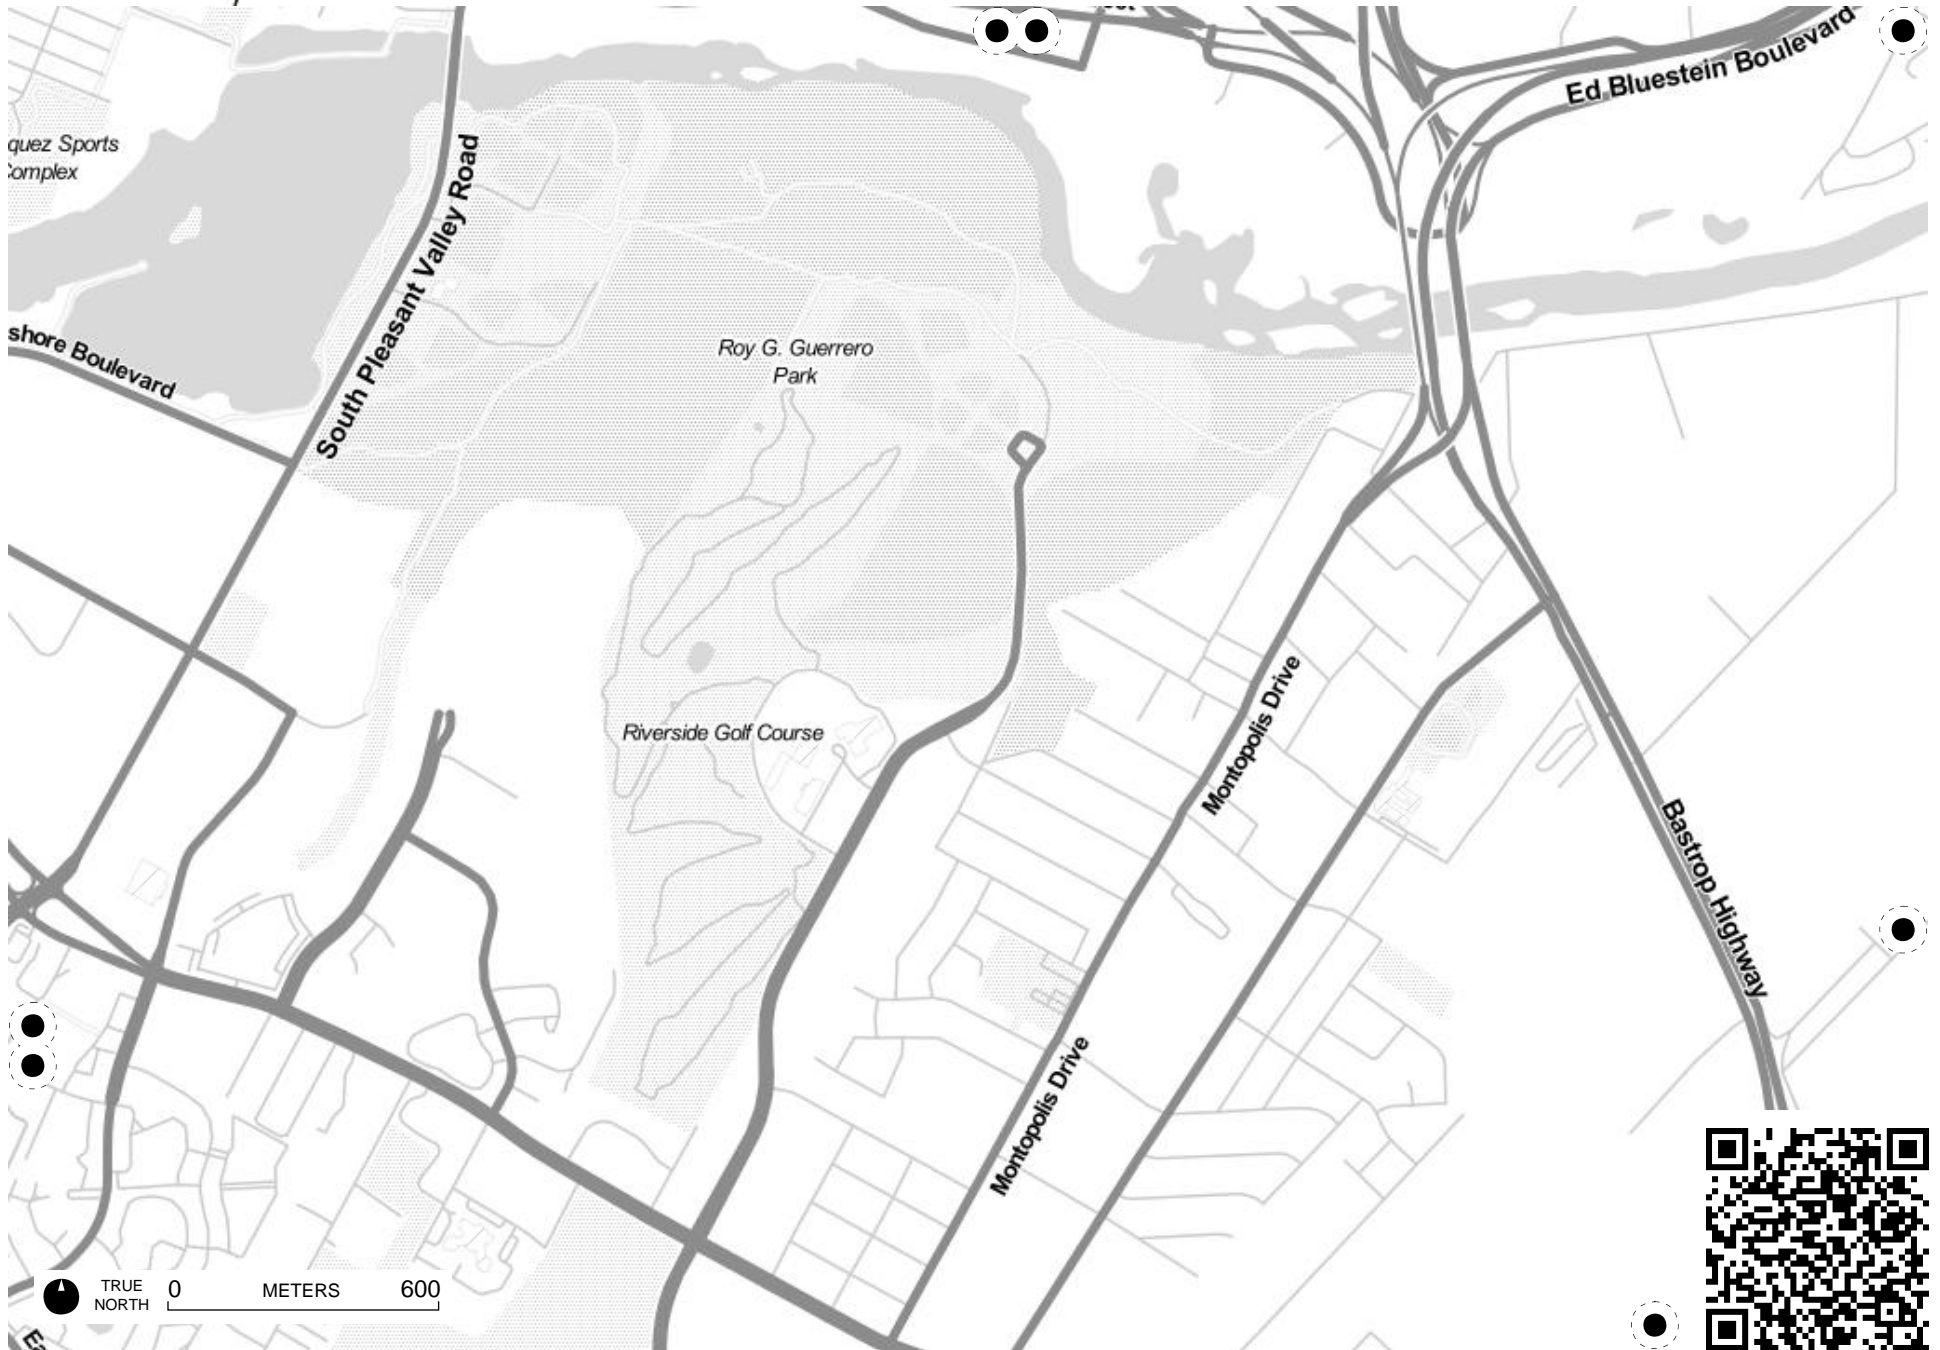 Ed Bluestein Boulevard
quez Sports
Complex
South Pleasant Valley Road
shore Boulevard
Roy G. Guerrero
Park
Riverside Golf Course
Montopolis Drive
Bastrop Highway
Montopolis Drive
TRUE
NORTH
0 METERS 600